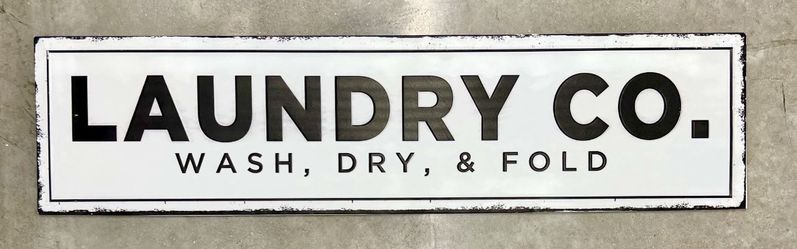 LAUNDRY CO.
WASH, DRY, & FOLD